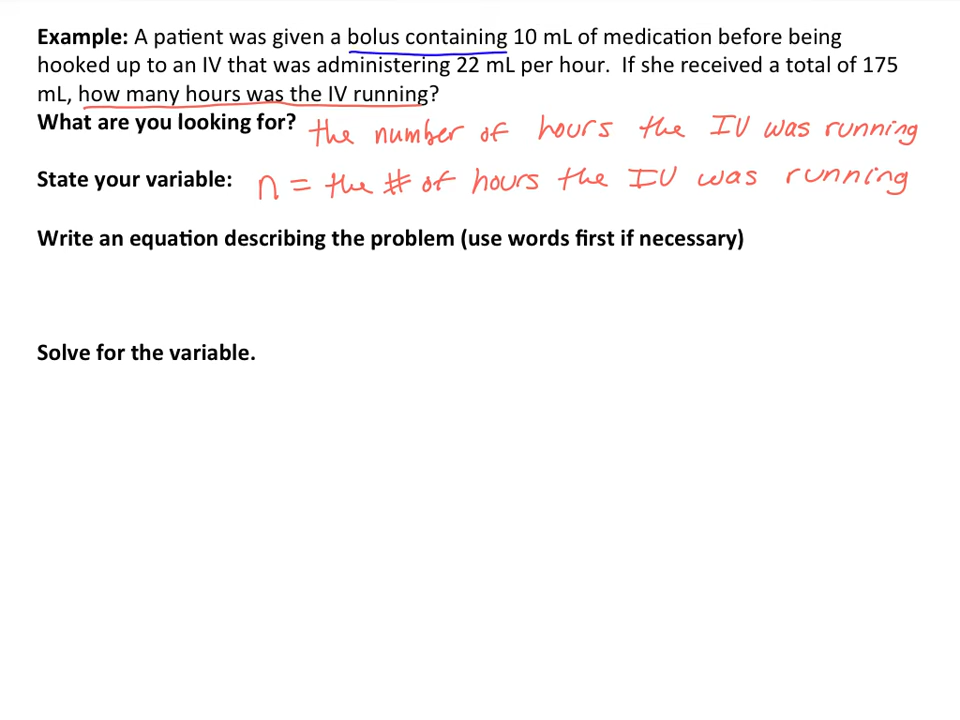 Example: A patient was given a bolus containing 10 mL of medication before being
hooked up to an IV that was administering 22 mL per hour. If she received a total of 175
mL, how many hours was the IV running?
What are you looking for? the number of hours the IV was running
State your variable: n = the # of hours the IV was running
Write an equation describing the problem (use words first if necessary)
Solve for the variable.